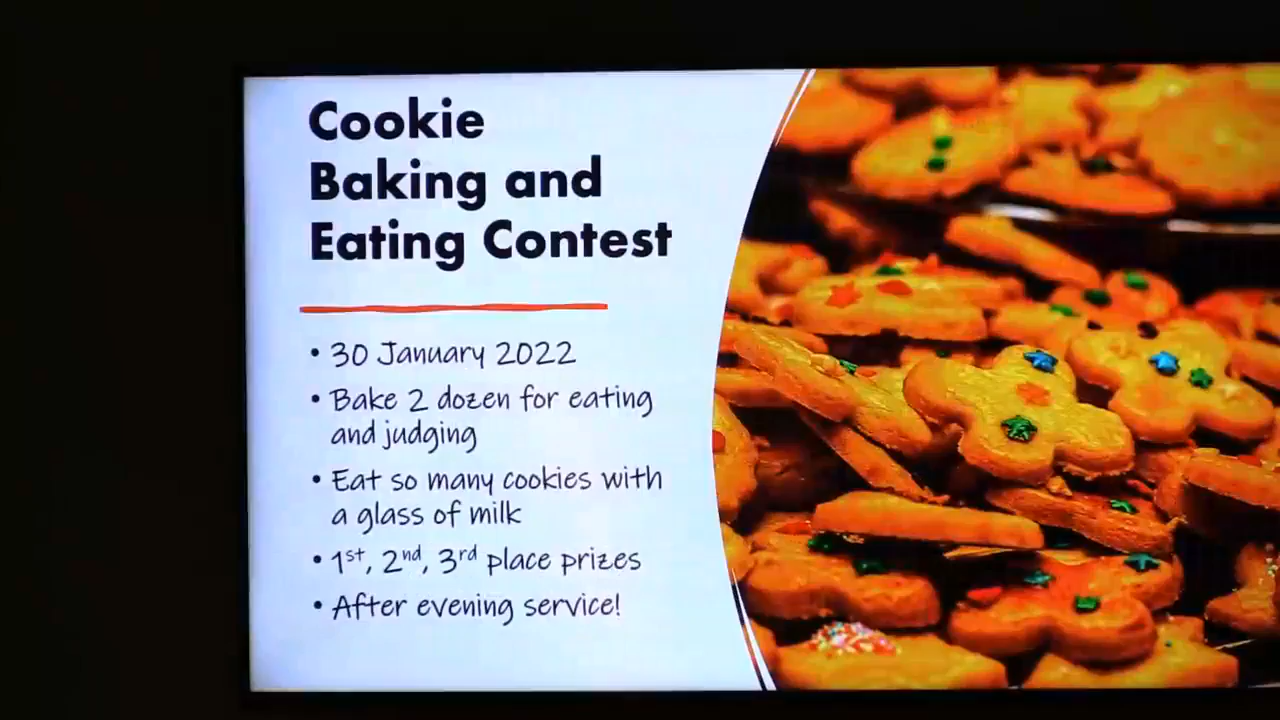 Cookie
Baking and
Eating Contest
• 30 January 2022
• Bake 2 dozen for eating
and judging
• Eat so many cookies with
a glass of milk
• 1st, 2nd, 3rd place prizes
• After evening service!